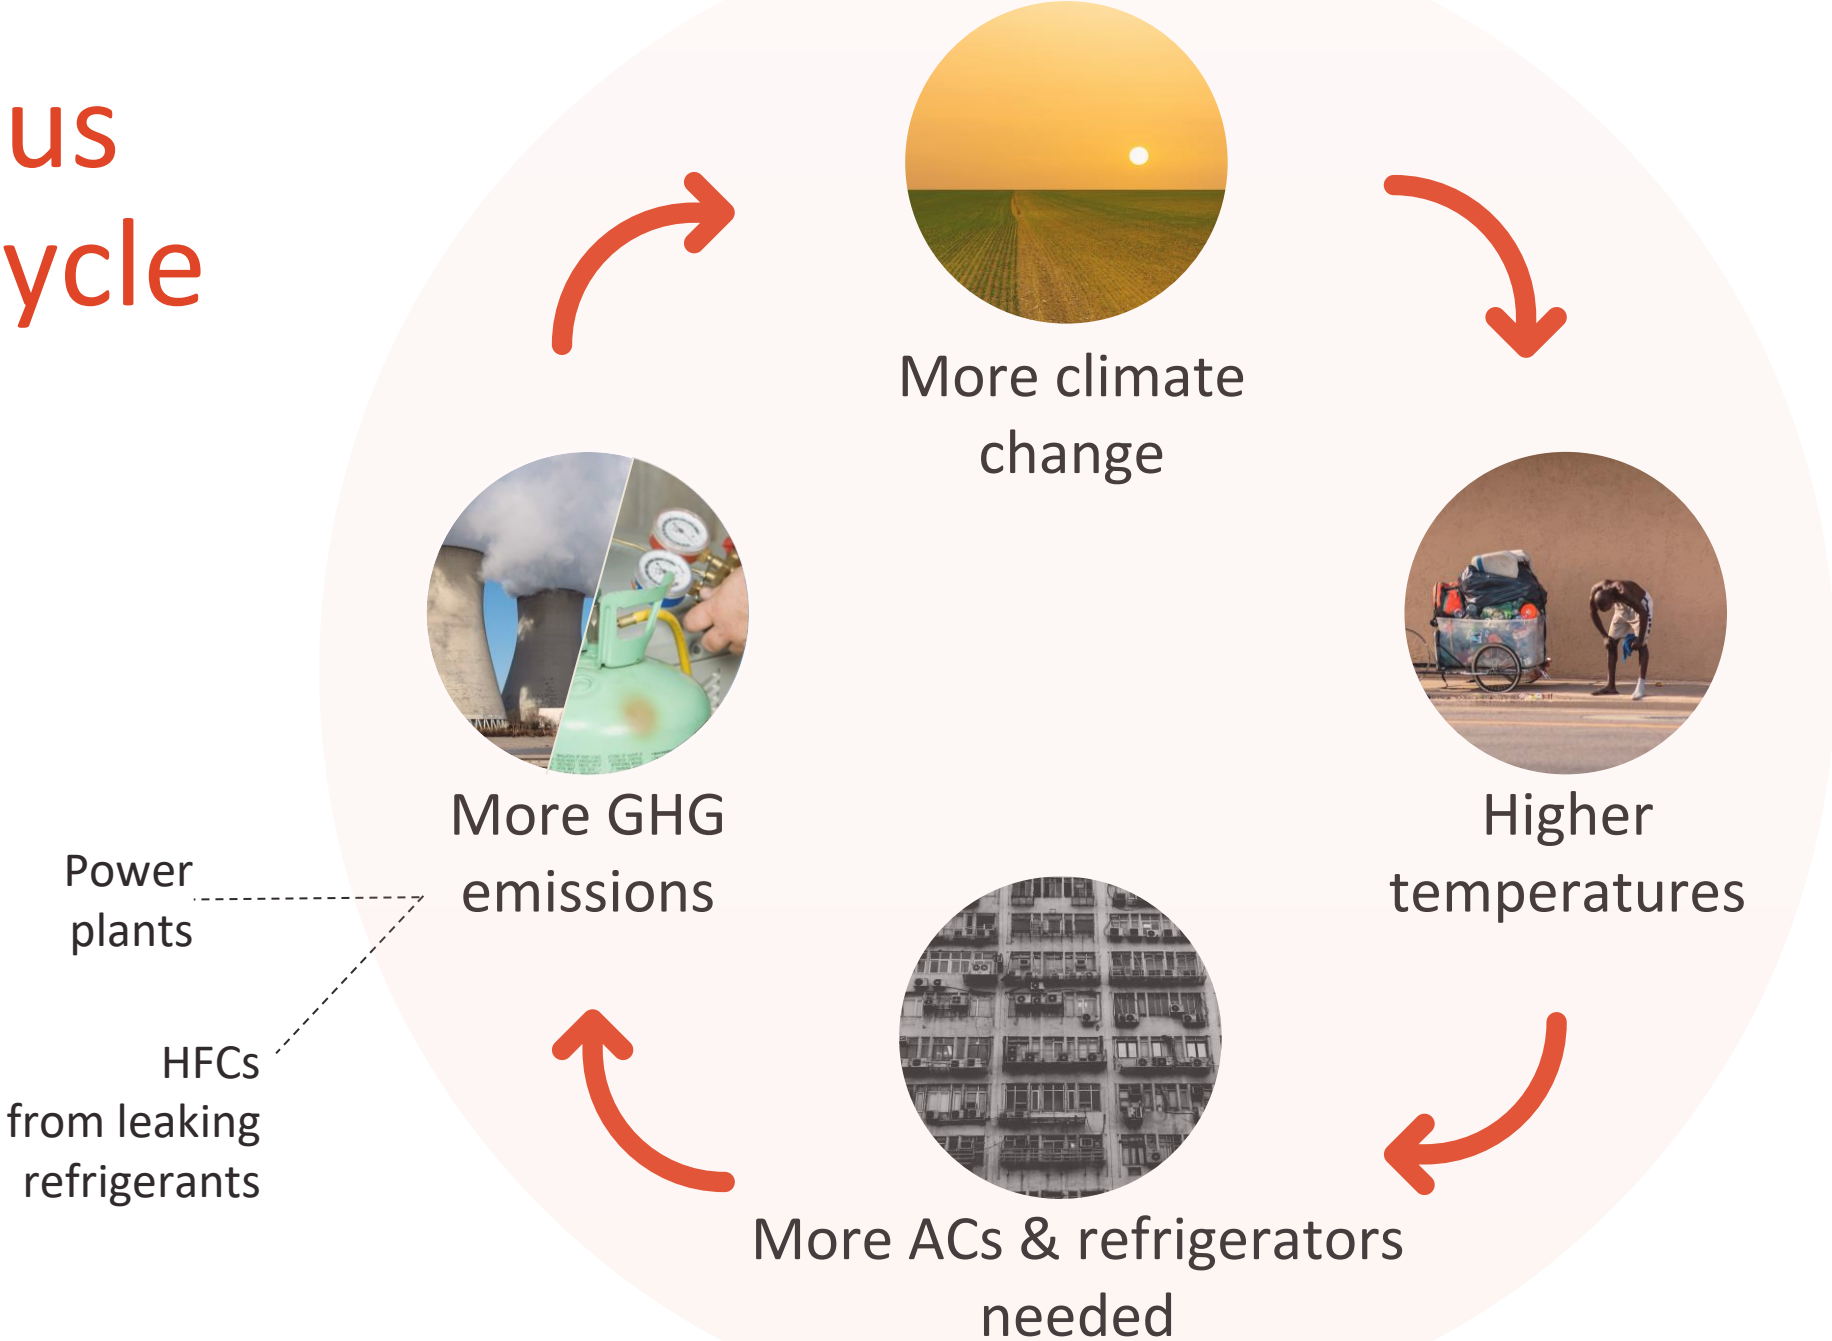 us
ycle
More climate
change
More GHG
emissions
Higher
temperatures
Power
plants
HFCs
from leaking
refrigerants
More ACs & refrigerators
needed